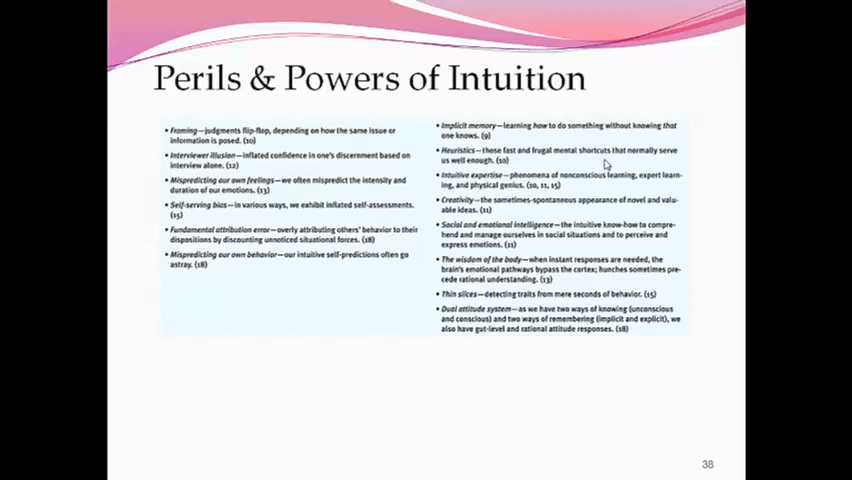 Perils & Powers of Intuition
• Framing—judgments flip-flop, depending on how the same issue or
information is posed. (10)
• Interviewer illusion—inflated confidence in one's discernment based on
interview alone. (12)
• Mispredicting our own feelings—we often mispredict the intensity and
duration of our emotions. (13)
• Self-serving bias—in various ways, we exhibit inflated self-assessments.
(15)
• Fundamental attribution error—overly attributing others' behavior to their
dispositions by discounting unnoticed situational forces. (18)
• Mispredicting our own behavior—our intuitive self-predictions often go
astray. (18)
• Implicit memory—learning how to do something without knowing that
one knows. (9)
• Heuristics—those fast and frugal mental shortcuts that normally serve
us well enough. (10)
• Intuitive expertise—phenomena of nonconscious learning, expert learn-
ing, and physical genius. (10, 11, 15)
• Creativity—the sometimes-spontaneous appearance of novel and valu-
able ideas. (11)
• Social and emotional intelligence—the intuitive know-how to compre-
hend and manage ourselves in social situations and to perceive and
express emotions. (11)
• The wisdom of the body—when instant responses are needed, the
brain's emotional pathways bypass the cortex; hunches sometimes pre-
cede rational understanding. (13)
• Thin slices—detecting traits from mere seconds of behavior. (15)
• Dual attitude system—as we have two ways of knowing (unconscious
and conscious) and two ways of remembering (implicit and explicit), we
also have gut-level and rational attitude responses. (18)
38